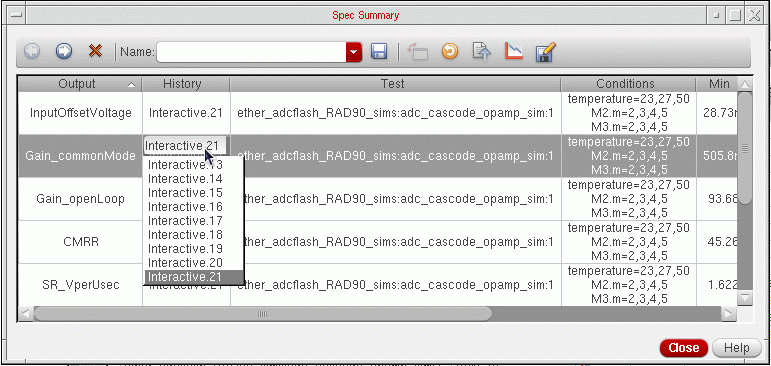 Spec Summary
Name:
Output History Test Conditions Min
InputOffsetVoltage Interactive.21 ether_adcflash_RAD90_sims:adc_cascode_opamp_sim:1 temperature=23,27,50 28.73
M2.m=2,3,4,5
M3.m=2,3,4,5
Gain_commonMode Interactive.21 ether_adcflash_RAD90_sims:adc_cascode_opamp_sim:1 temperature=23,27,50 505.8
M2.m=2,3,4,5
M3.m=2,3,4,5
Interactive.13
Interactive.14
Interactive.15
Interactive.16
Interactive.17
Interactive.18
Interactive.19
Interactive.20
Interactive.21
Gain_openLoop ether_adcflash_RAD90_sims:adc_cascode_opamp_sim:1 temperature=23,27,50 93.68
M2.m=2,3,4,5
M3.m=2,3,4,5
CMRR ether_adcflash_RAD90_sims:adc_cascode_opamp_sim:1 temperature=23,27,50 45.26
M2.m=2,3,4,5
M3.m=2,3,4,5
SR_VperUsec Interactive.21 ether_adcflash_RAD90_sims:adc_cascode_opamp_sim:1 temperature=23,27,50 1.622
M2.m=2,3,4,5
M3.m=2,3,4,5
Close Help